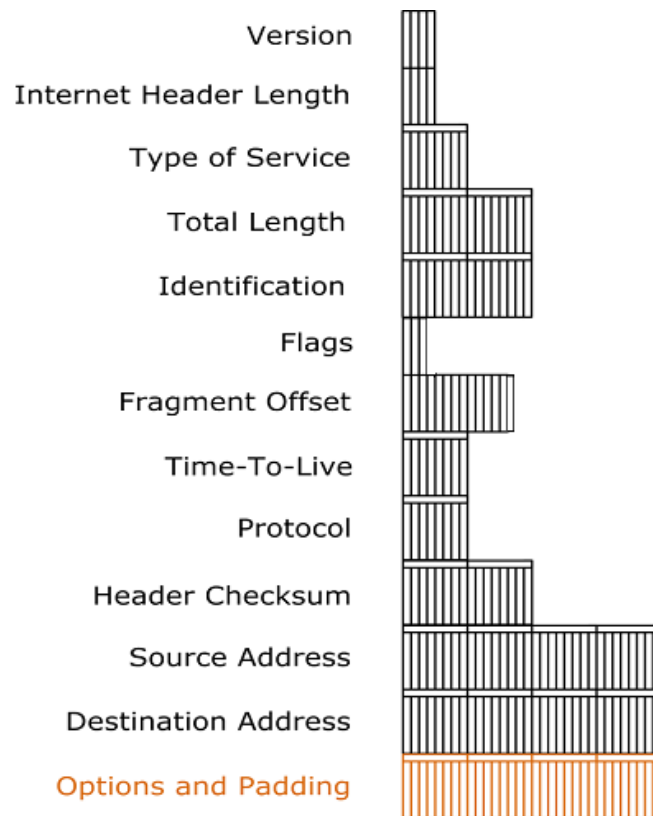 Version
Internet Header Length
Type of Service
Total Length
Identification
Flags
Fragment Offset
Time-To-Live
Protocol
Header Checksum
Source Address
Destination Address
Options and Padding